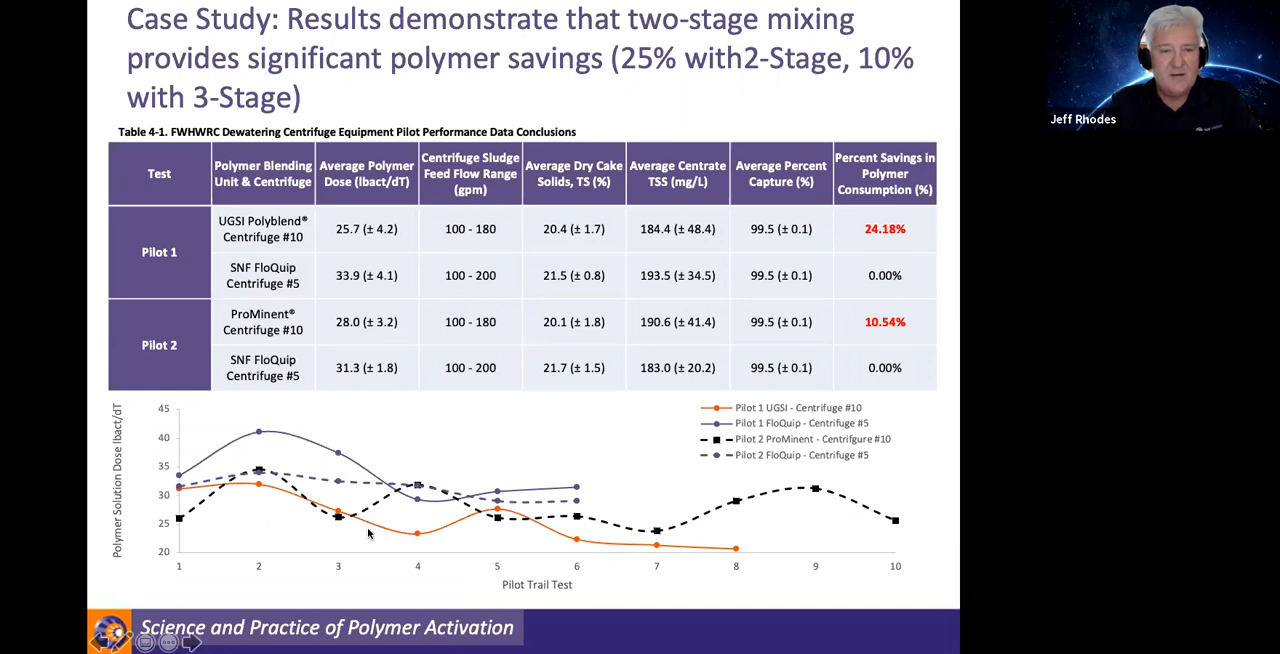 Case Study: Results demonstrate that two-stage mixing
provides significant polymer savings (25% with2-Stage, 10%
with 3-Stage)
Jeff Rhodes
Table 4-1. FWHWRC Dewatering Centrifuge Equipment Pilot Performance Data Conclusions
Test
Polymer Blending
Unit & Centrifuge
Average Polymer
Dose (lbact/dT)
Centrifuge Sludge
Feed Flow Range
(gpm)
Average Dry Cake
Solids, TS (%)
Average Centrate
TSS (mg/L)
Average Percent
Capture (%)
Percent Savings in
Polymer
Consumption (%)
Pilot 1
UGSI Polyblend®
Centrifuge #10
25.7 (± 4.2)
100 - 180
20.4 (± 1.7)
184.4 (± 48.4)
99.5 (± 0.1)
24.18%
SNF FloQuip
Centrifuge #5
33.9 (± 4.1)
100 - 200
21.5 (± 0.8)
193.5 (± 34.5)
99.5 (± 0.1)
0.00%
Pilot 2
ProMinent®
Centrifuge #10
28.0 (± 3.2)
100 - 180
20.1 (± 1.8)
190.6 (± 41.4)
99.5 (± 0.1)
10.54%
SNF FloQuip
Centrifuge #5
31.3 (± 1.8)
100 - 200
21.7 (± 1.5)
183.0 (± 20.2)
99.5 (± 0.1)
0.00%
Polymer Solution Dose lbact/dT
45
40
35
30
25
20
1 2 3 4 5 6 7 8 9 10
Pilot Trail Test
Pilot 1 UGSI - Centrifuge #10
Pilot 1 FloQuip - Centrifuge #5
Pilot 2 ProMinent - Centrifgure #10
Pilot 2 FloQuip - Centrifuge #5
Science and Practice of Polymer Activation